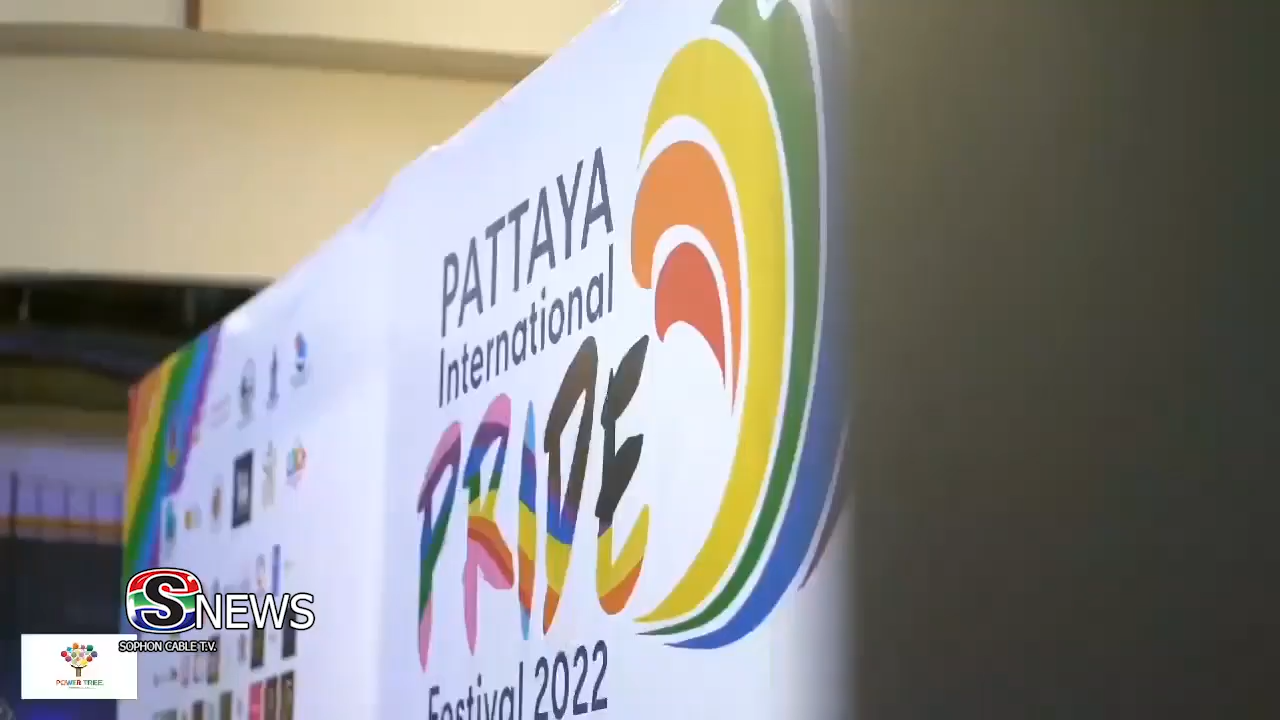 PATTAYA
International
PRIDE
Festival 2022
S NEWS
SOPHON CABLE T.V.
POWER TREE